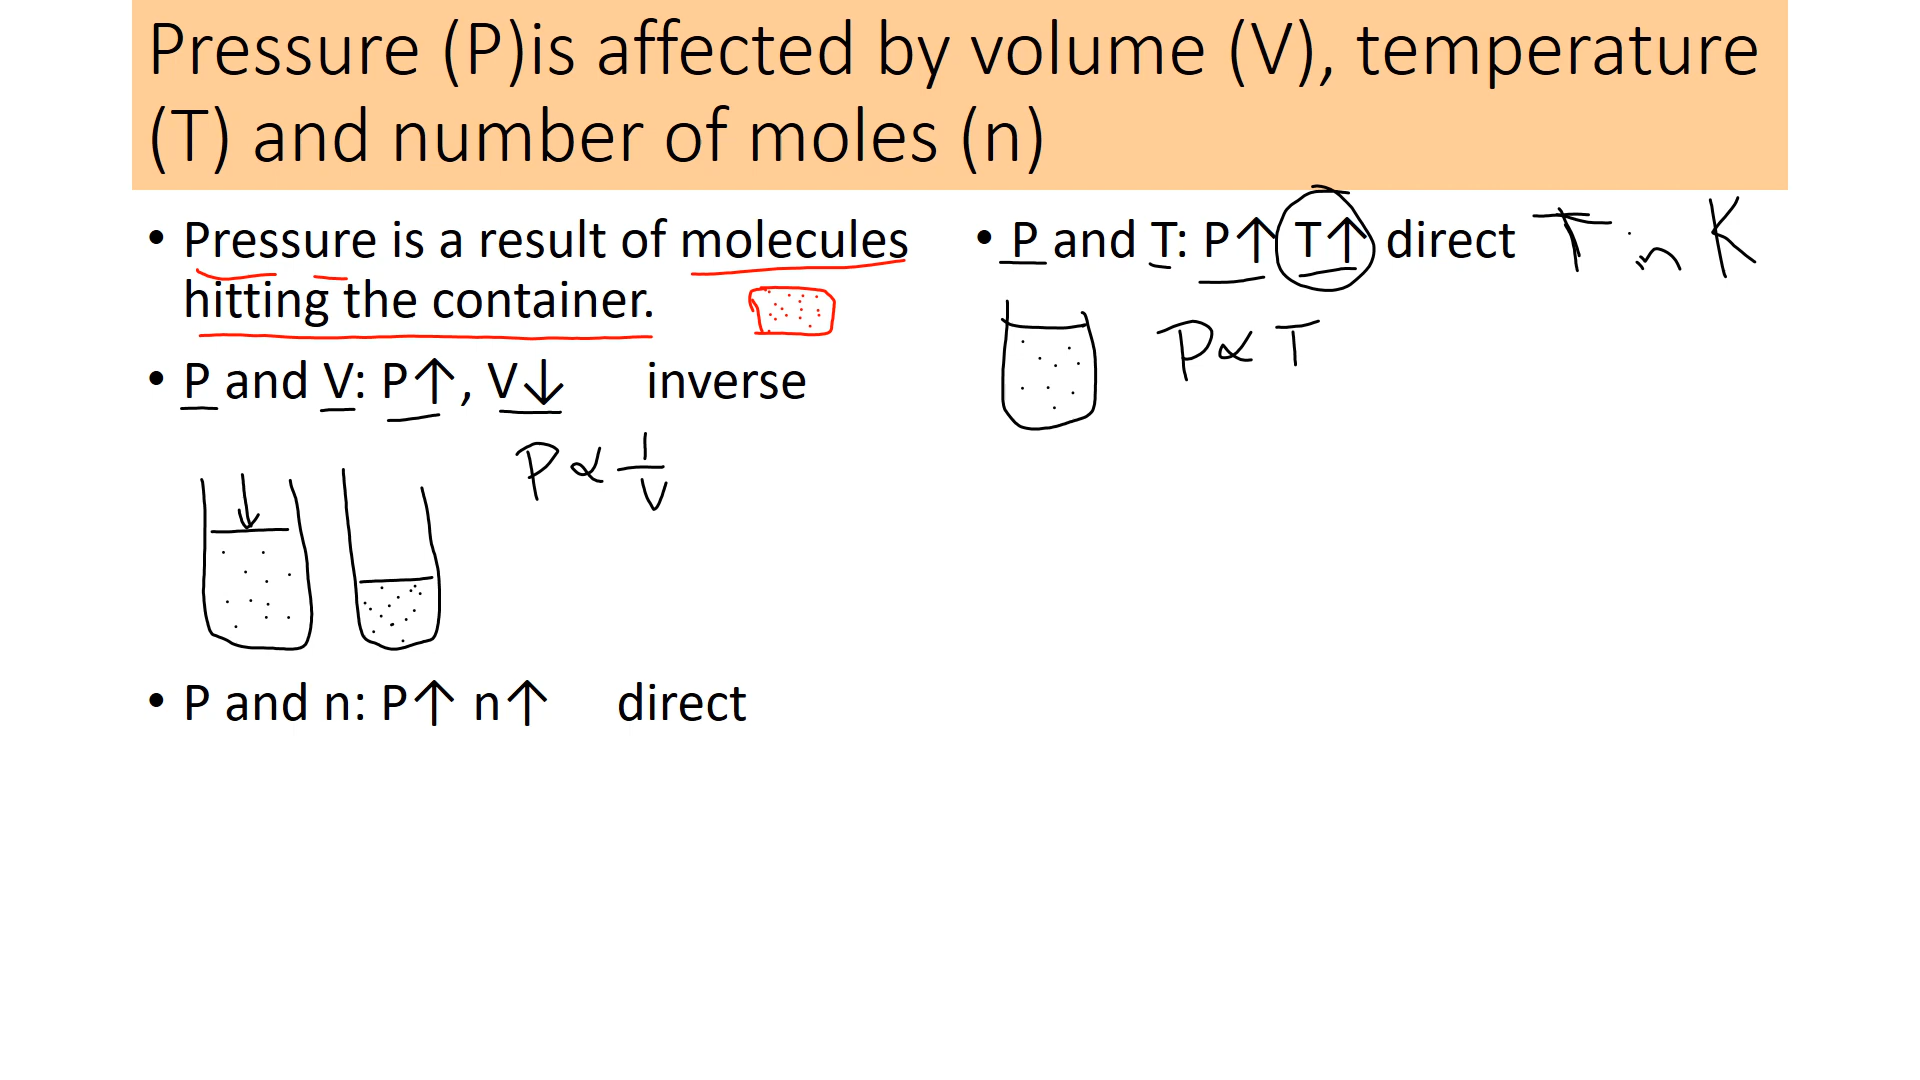 Pressure (P)is affected by volume (V), temperature
(T) and number of moles (n)
• Pressure is a result of molecules
hitting the container.
• P and V: P↑, V↓ inverse
P ∝ 1/V
• P and n: P↑ n↑ direct
• P and T: P↑ T↑ direct T in K
P ∝ T